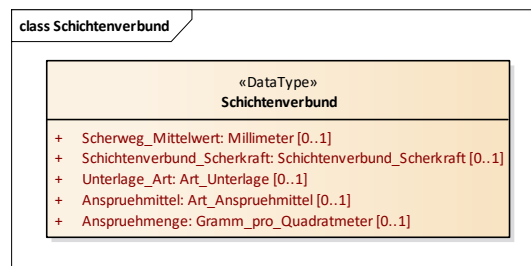 class Schichtenverbund
«DataType»
Schichtenverbund
+ Scherweg_Mittelwert: Millimeter [0..1]
+ Schichtenverbund_Scherkraft: Schichtenverbund_Scherkraft [0..1]
+ Unterlage_Art: Art_Unterlage [0..1]
+ Anspruehmittel: Art_Anspruehmittel [0..1]
+ Anspruehmenge: Gramm_pro_Quadratmeter [0..1]